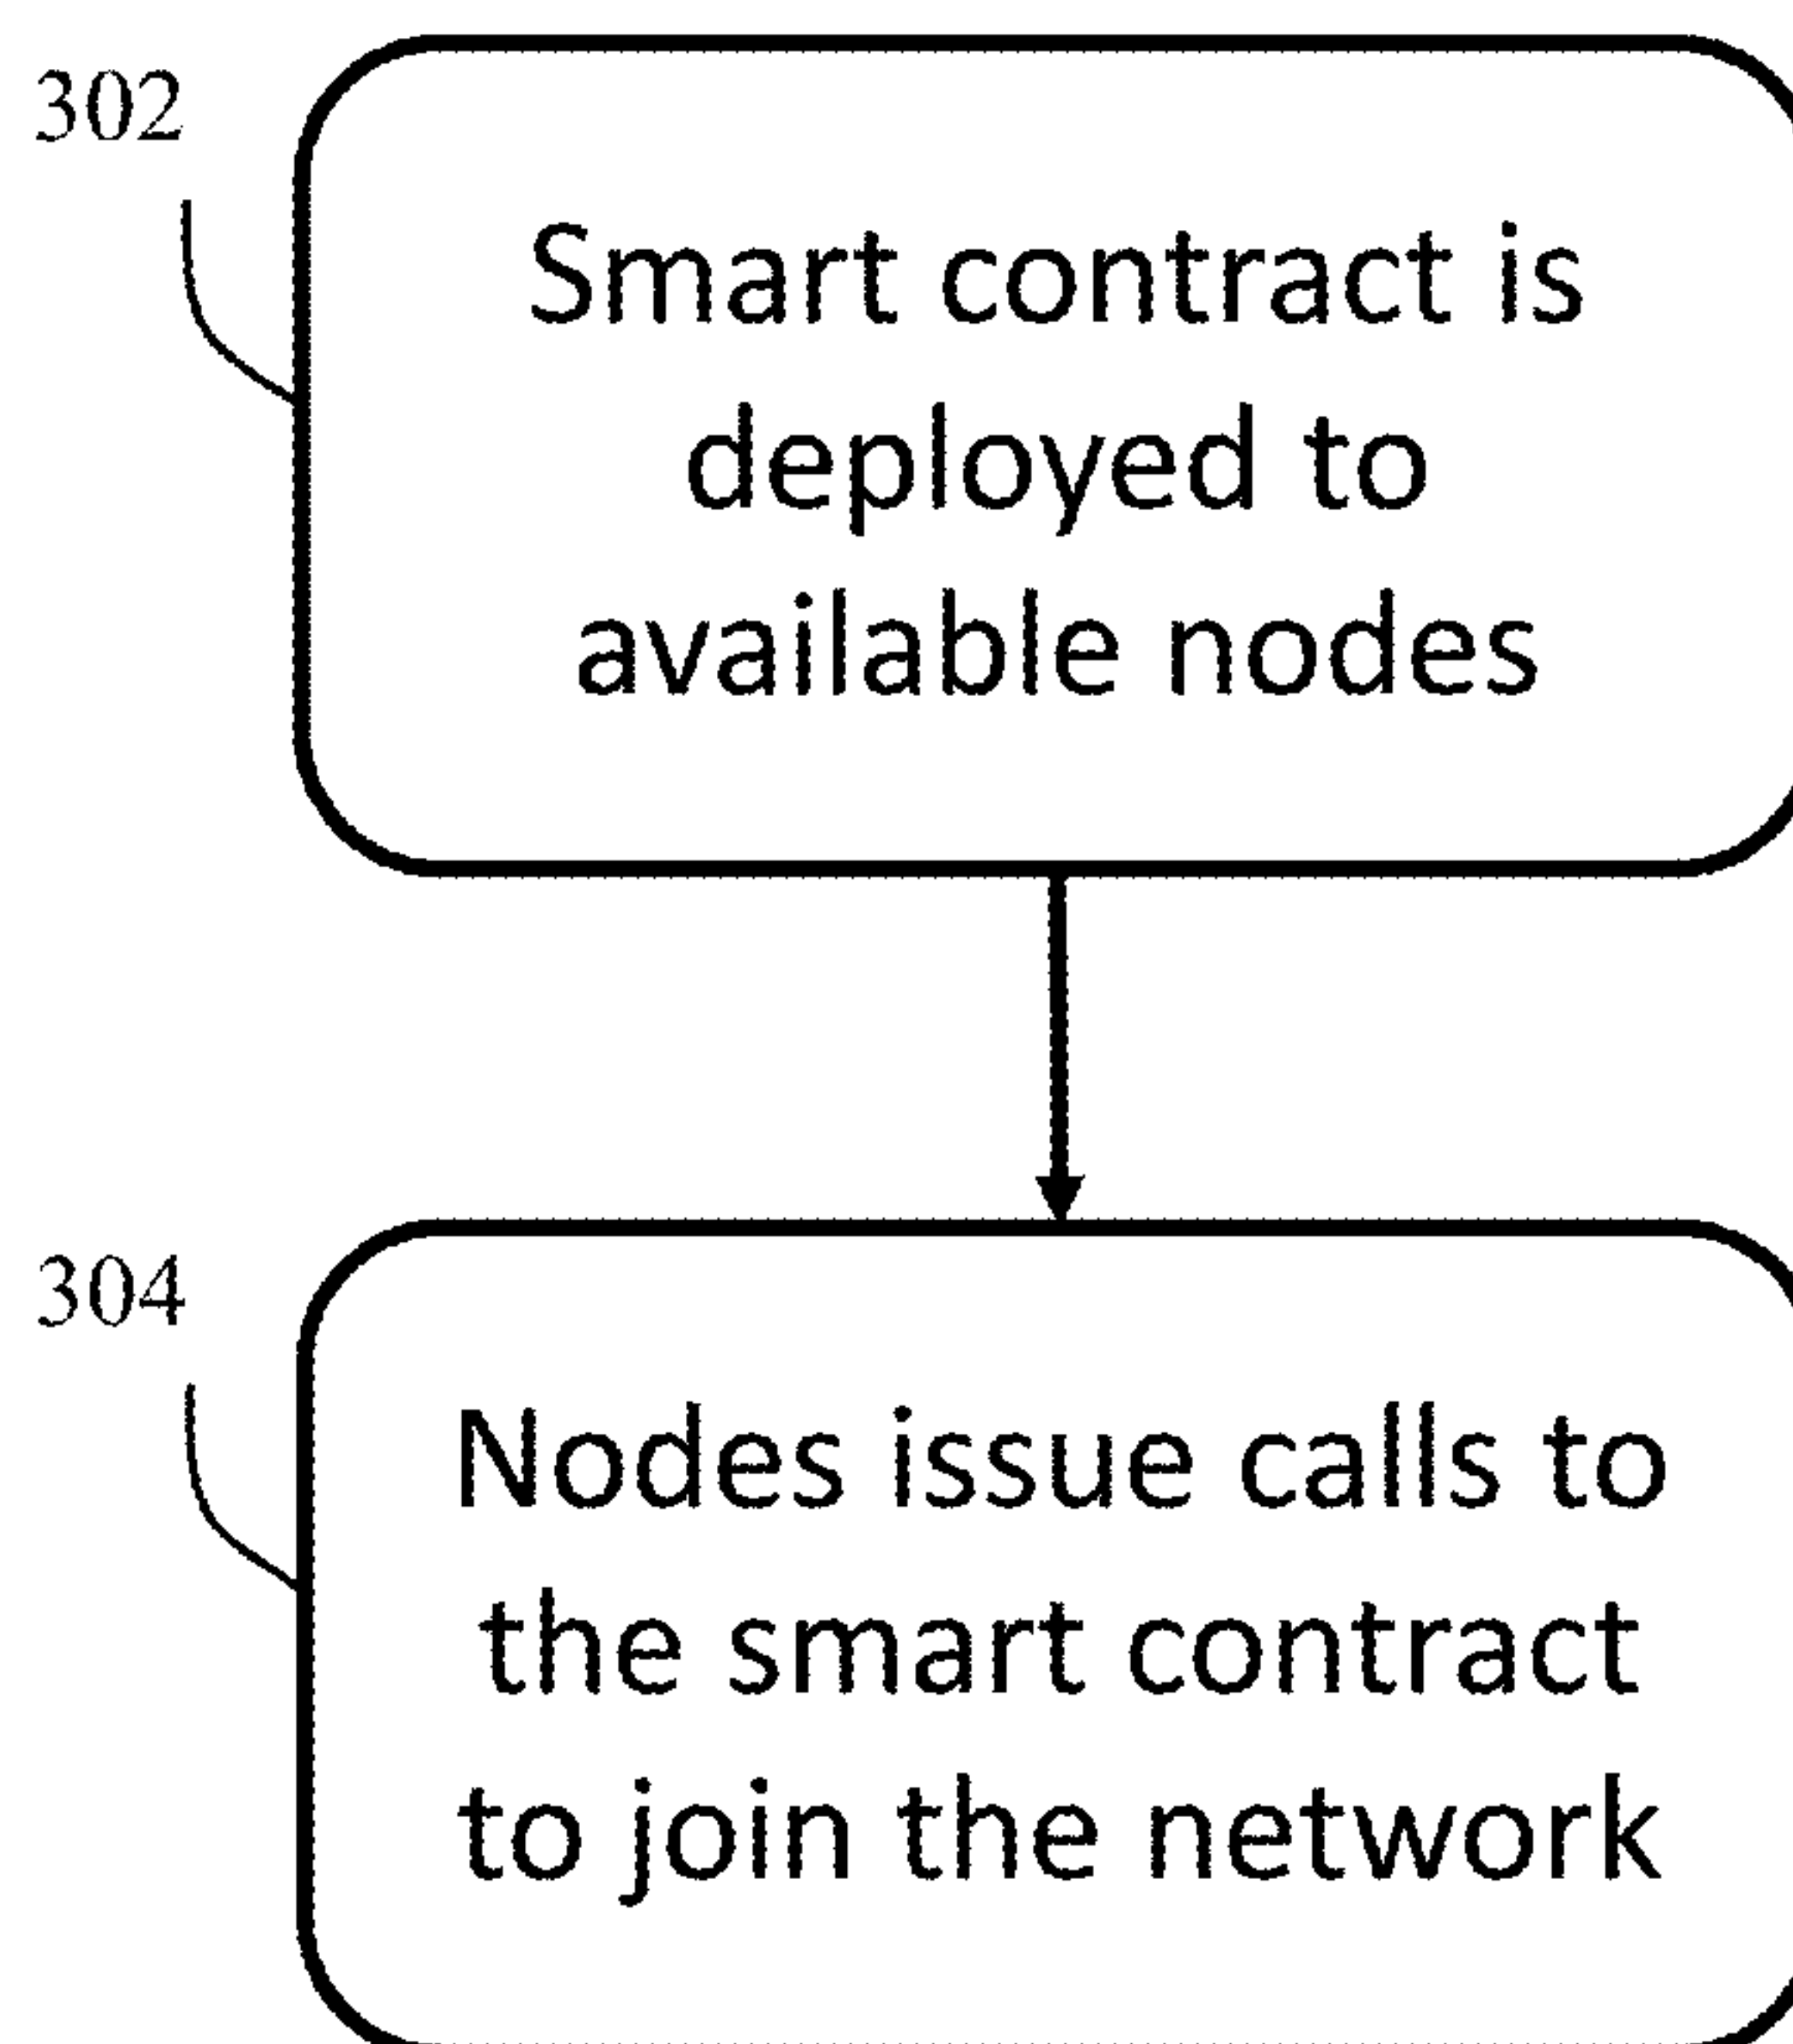 302
Smart contract is
deployed to
available nodes
304
Nodes issue calls to
the smart contract
to join the network